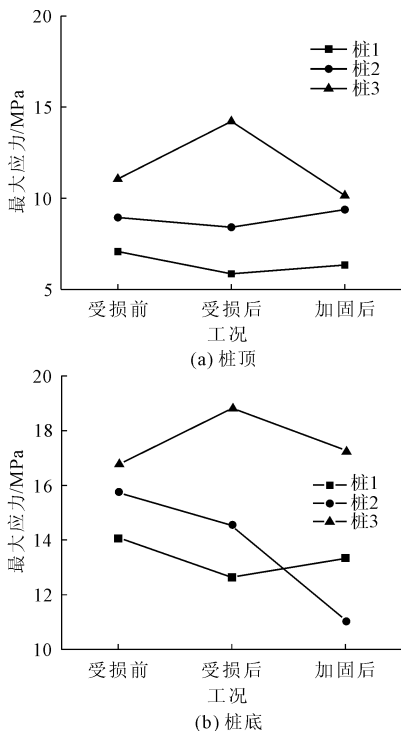 20
15
10
5
最大应力/MPa
桩1
桩2
桩3
受损前
受损后
加固后
工况
(a) 桩顶
20
18
16
14
12
10
最大应力/MPa
桩1
桩2
桩3
受损前
受损后
加固后
工况
(b) 桩底